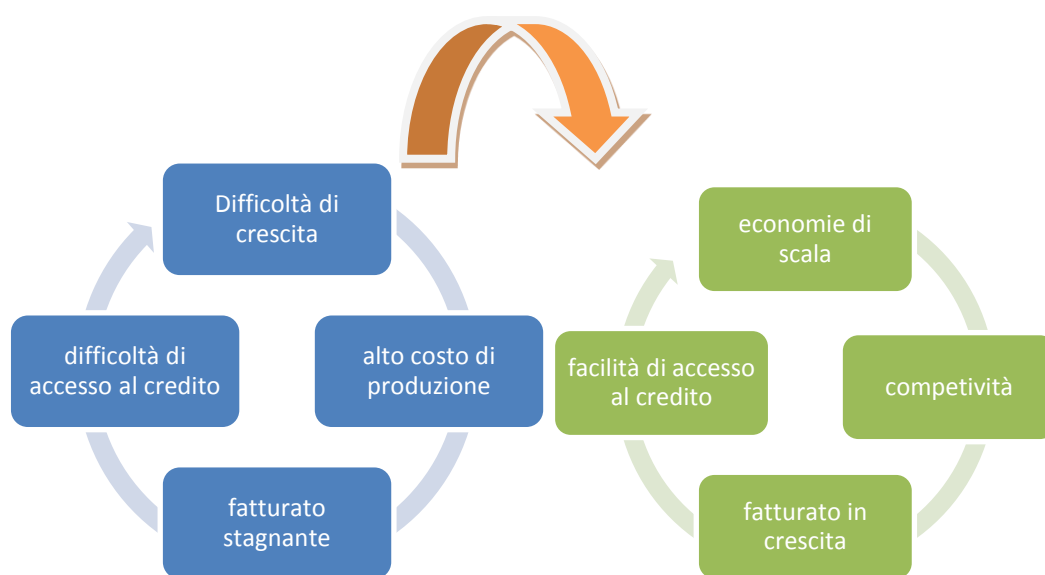 Difficoltà di
crescita
alto costo di
produzione
fatturato
stagnante
difficoltà di
accesso al credito
economie di
scala
competività
fatturato in
crescita
facilità di accesso
al credito